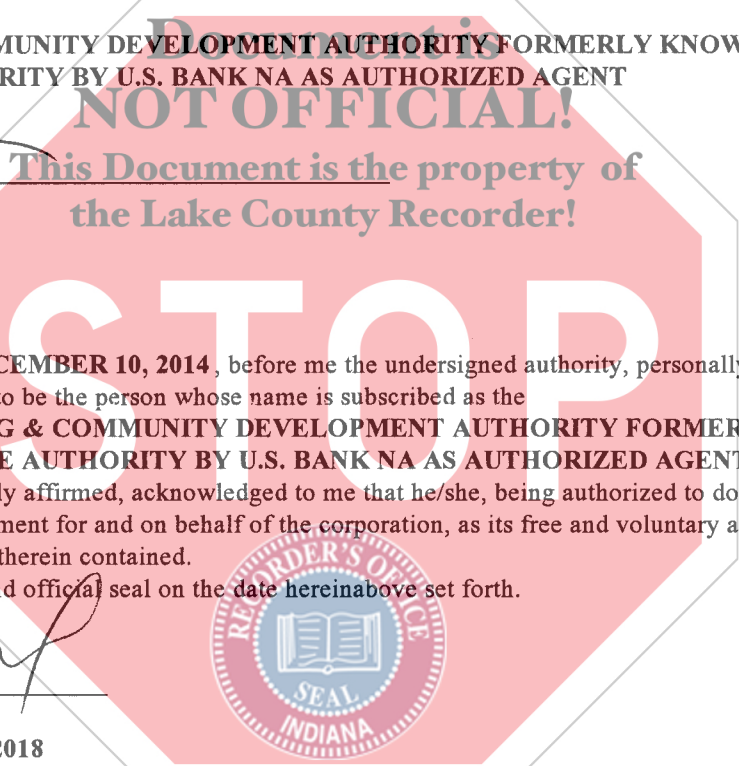 Document is
MUNITY DEVELOPMENT AUTHORITY FORMERLY KNOW
RITY BY U.S. BANK NA AS AUTHORIZED AGENT
NOT OFFICIAL!
This Document is the property of
the Lake County Recorder!
STOP
CEMBER 10, 2014, before me the undersigned authority, personally
to be the person whose name is subscribed as the
G & COMMUNITY DEVELOPMENT AUTHORITY FORMER
E AUTHORITY BY U.S. BANK NA AS AUTHORIZED AGENT
ly affirmed, acknowledged to me that he/she, being authorized to do
ment for and on behalf of the corporation, as its free and voluntary a
therein contained.
d official seal on the date hereinabove set forth.
RECORDER'S OFFICE
SEAL
INDIANA
2018